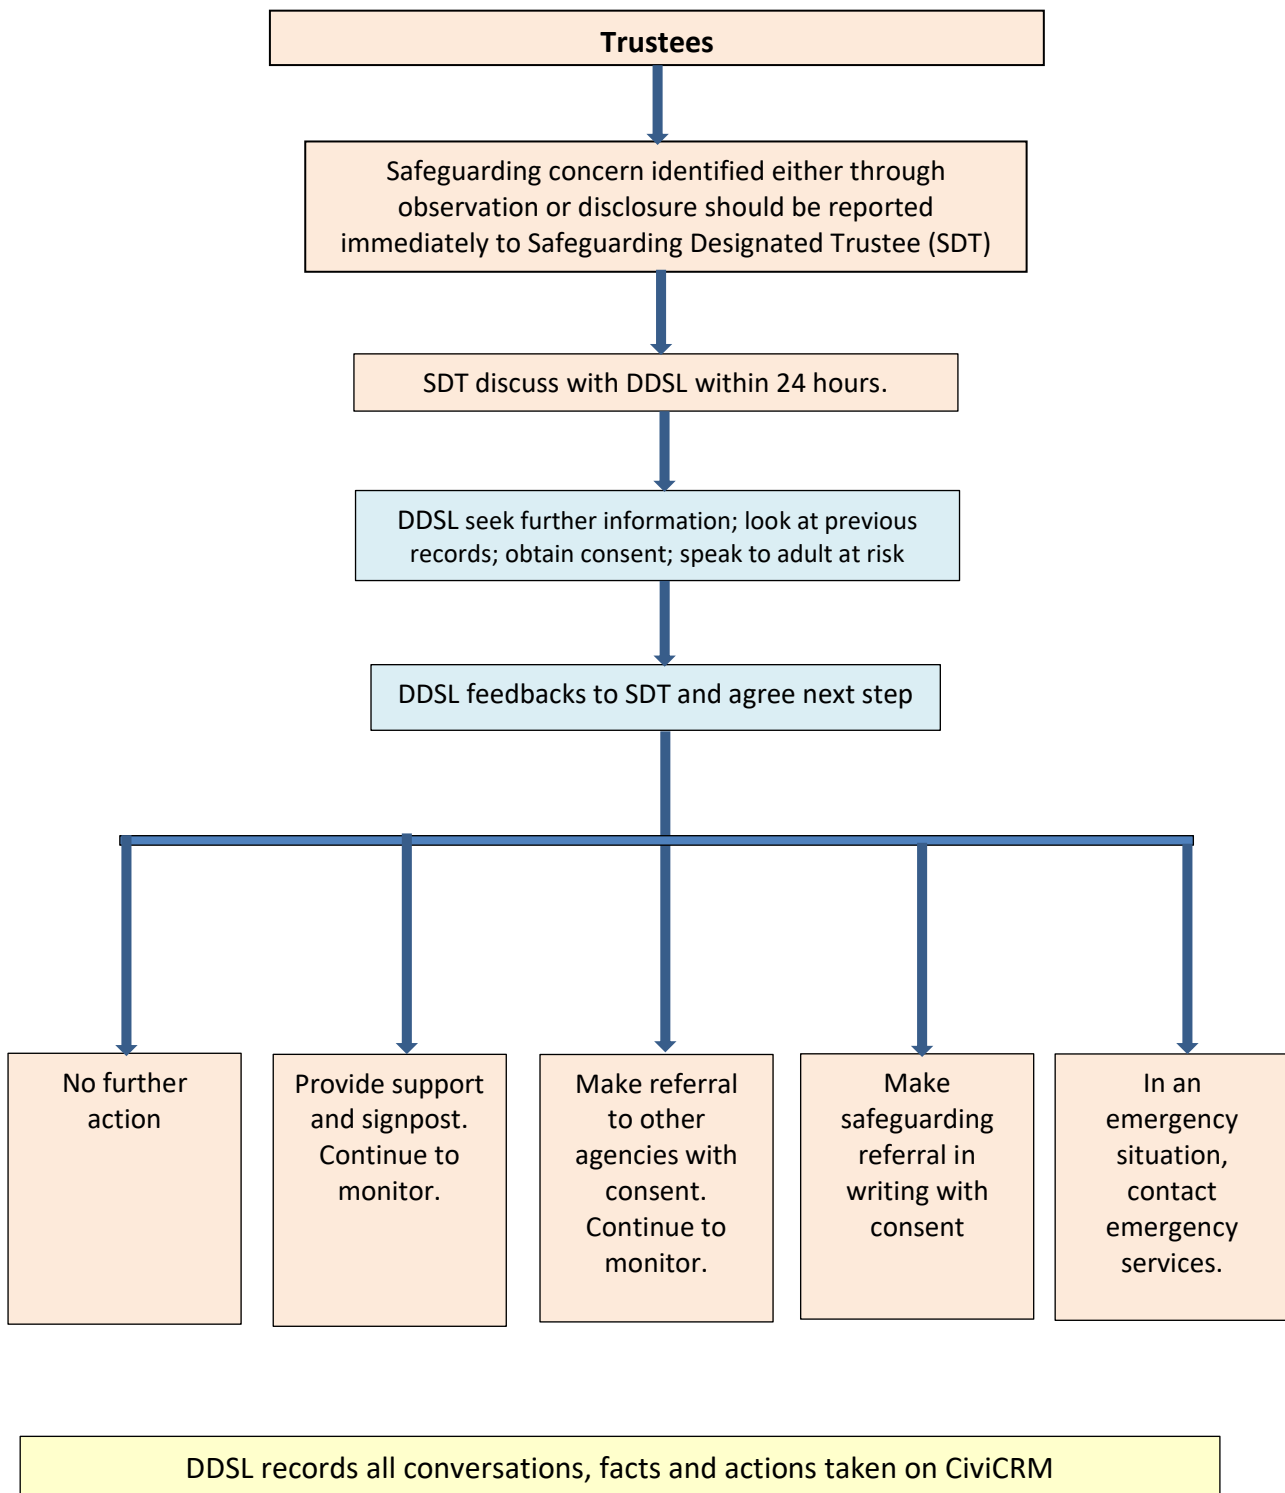 Trustees
Safeguarding concern identified either through
observation or disclosure should be reported
immediately to Safeguarding Designated Trustee (SDT)
SDT discuss with DDSL within 24 hours.
DDSL seek further information; look at previous
records; obtain consent; speak to adult at risk
DDSL feedbacks to SDT and agree next step
No further
action
Provide support
and signpost.
Continue to
monitor.
Make referral
to other
agencies with
consent.
Continue to
monitor.
Make
safeguarding
referral in
writing with
consent
In an
emergency
situation,
contact
emergency
services.
DDSL records all conversations, facts and actions taken on CiviCRM